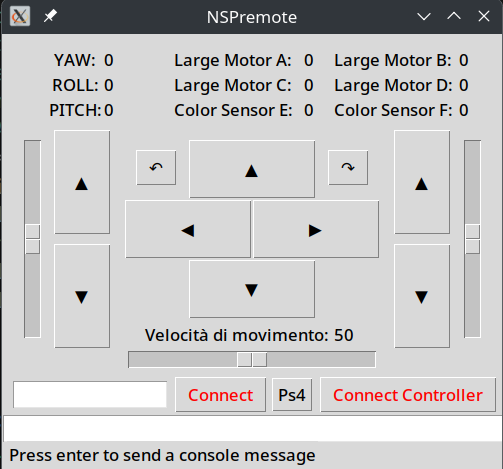 NSPremote
YAW: 0 Large Motor A: 0 Large Motor B: 0
ROLL: 0 Large Motor C: 0 Large Motor D: 0
PITCH: 0 Color Sensor E: 0 Color Sensor F: 0
Velocità di movimento: 50
Connect Ps4 Connect Controller
Press enter to send a console message